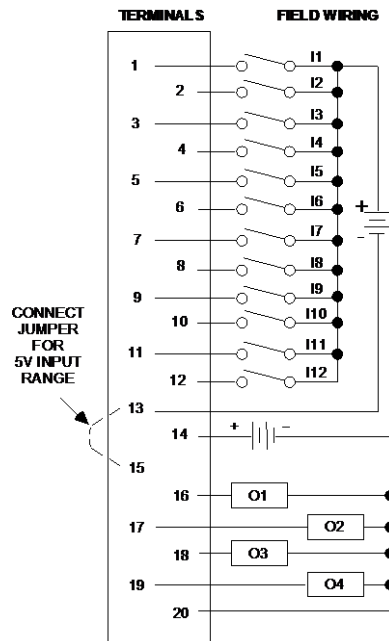 TERMINALS FIELD WIRING
1 I1
2 I2
3 I3
4 I4
5 I5
6 I6
7 I7
8 I8
9 I9
10 I10
11 I11
12 I12
+
-
CONNECT
JUMPER
FOR
5V INPUT
RANGE
13
14 + -
15
16 O1
17 O2
18 O3
19 O4
20